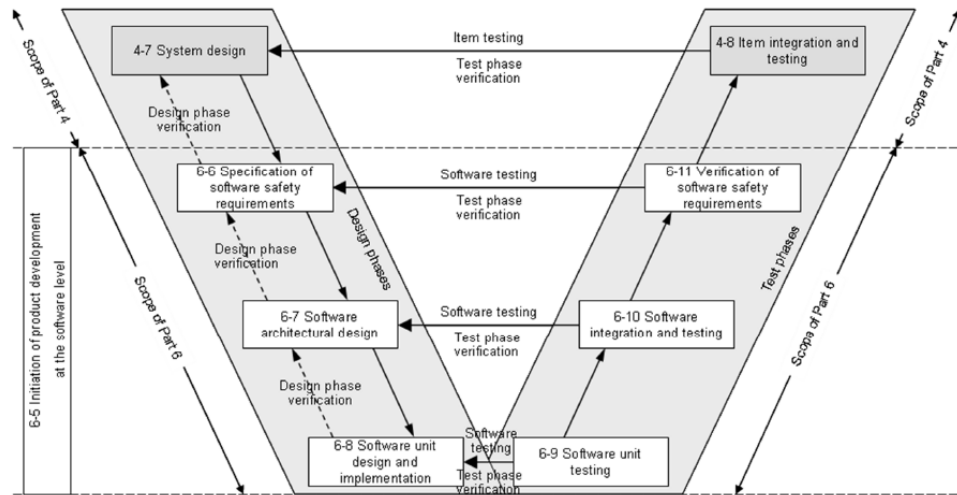 Scope of Part 4
4-7 System design
Item testing
Test phase
verification
4-8 Item integration and
testing
Scope of Part 4
Design phase
verification
6-6 Specification of
software safety
requirements
Software testing
Test phase
verification
6-11 Verification of
software safety
requirements
Design phase
verification
Design phases
Test phases
6-5 Initiation of product development
at the software level
Scope of Part 6
6-7 Software
architectural design
Software testing
Test phase
verification
6-10 Software
integration and testing
Scope of Part 6
Design phase
verification
6-8 Software unit
design and
implementation
Software
testing
Test phase
verification
6-9 Software unit
testing